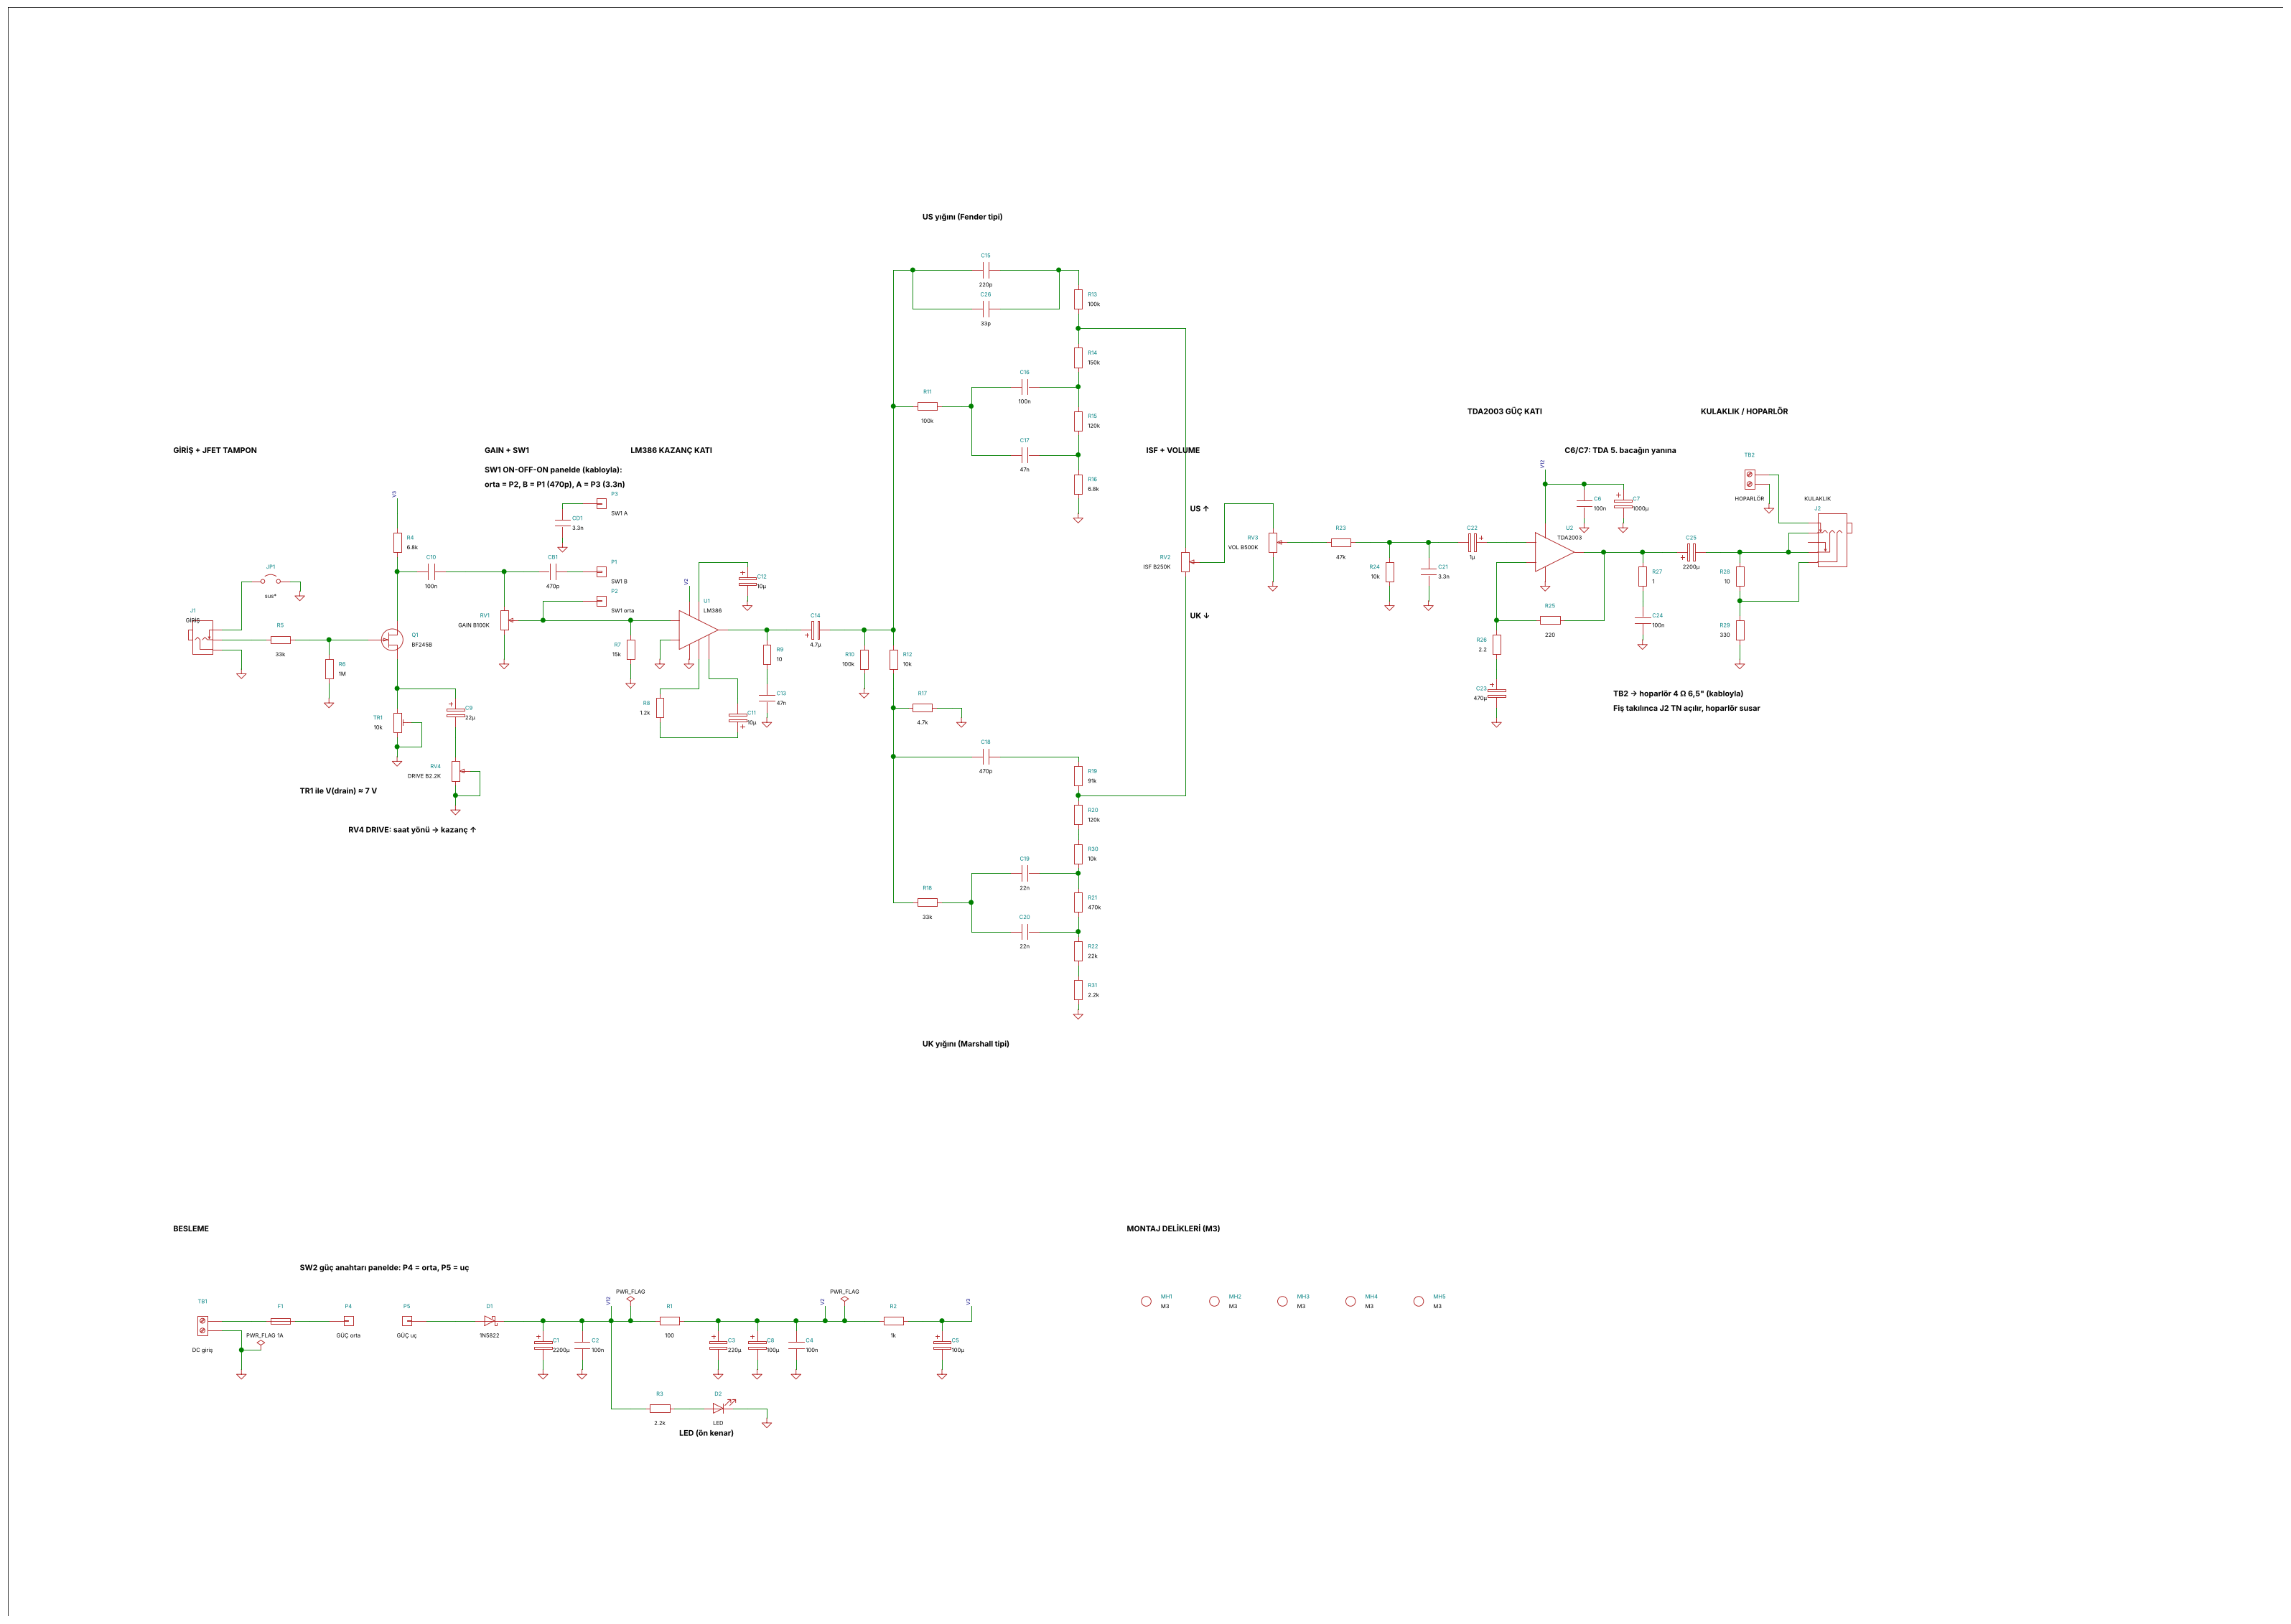 US yığını (Fender tipi)
C15
220p
C26
33p
R13
100k
R14
150k
C16
100n
R11
100k
R15
120k
C17
47n
R16
6.8k
TDA2003 GÜÇ KATI
KULAKLIK / HOPARLÖR
GİRİŞ + JFET TAMPON
GAIN + SW1
LM386 KAZANÇ KATI
ISF + VOLUME
C6/C7: TDA 5. bacağın yanına
SW1 ON-OFF-ON panelde (kabloyla):
orta = P2, B = P1 (470p), A = P3 (3.3n)
TB2
HOPARLÖR
KULAKLIK
J2
V3
P3
SW1 A
CD1
3.3n
US ↑
V12
C6
100n
C7
1000µ
R4
6.8k
C10
100n
CB1
470p
P1
SW1 B
P2
SW1 orta
JP1
sus*
J1
GİRİŞ
R5
33k
R6
1M
Q1
BF245B
RV1
GAIN B100K
R7
15k
V2
U1
LM386
C12
10µ
C14
4.7µ
R9
10
C13
47n
R8
1.2k
C11
10µ
R10
100k
R12
10k
R17
4.7k
RV2
ISF B250K
RV3
VOL B500K
R23
47k
R24
10k
C21
3.3n
C22
1µ
U2
TDA2003
C25
2200µ
R27
1
C24
100n
R28
10
R29
330
R25
220
R26
2.2
C23
470µ
UK ↓
TB2 → hoparlör 4 Ω 6,5" (kabloyla)
Fiş takılınca J2 TN açılır, hoparlör susar
TR1
10k
C9
22µ
RV4
DRIVE B2.2K
TR1 ile V(drain) ≈ 7 V
RV4 DRIVE: saat yönü → kazanç ↑
C18
470p
R19
91k
R20
120k
R30
10k
C19
22n
R18
33k
R21
470k
C20
22n
R22
22k
R31
2.2k
UK yığını (Marshall tipi)
BESLEME
MONTAJ DELİKLERİ (M3)
SW2 güç anahtarı panelde: P4 = orta, P5 = uç
TB1
DC giriş
F1
PWR_FLAG 1A
P4
GÜÇ orta
P5
GÜÇ uç
D1
1N5822
C1
2200µ
C2
100n
V12
PWR_FLAG
R1
100
C3
220µ
C8
100µ
C4
100n
V2
PWR_FLAG
R2
1k
C5
100µ
V3
R3
2.2k
D2
LED
LED (ön kenar)
MH1
M3
MH2
M3
MH3
M3
MH4
M3
MH5
M3